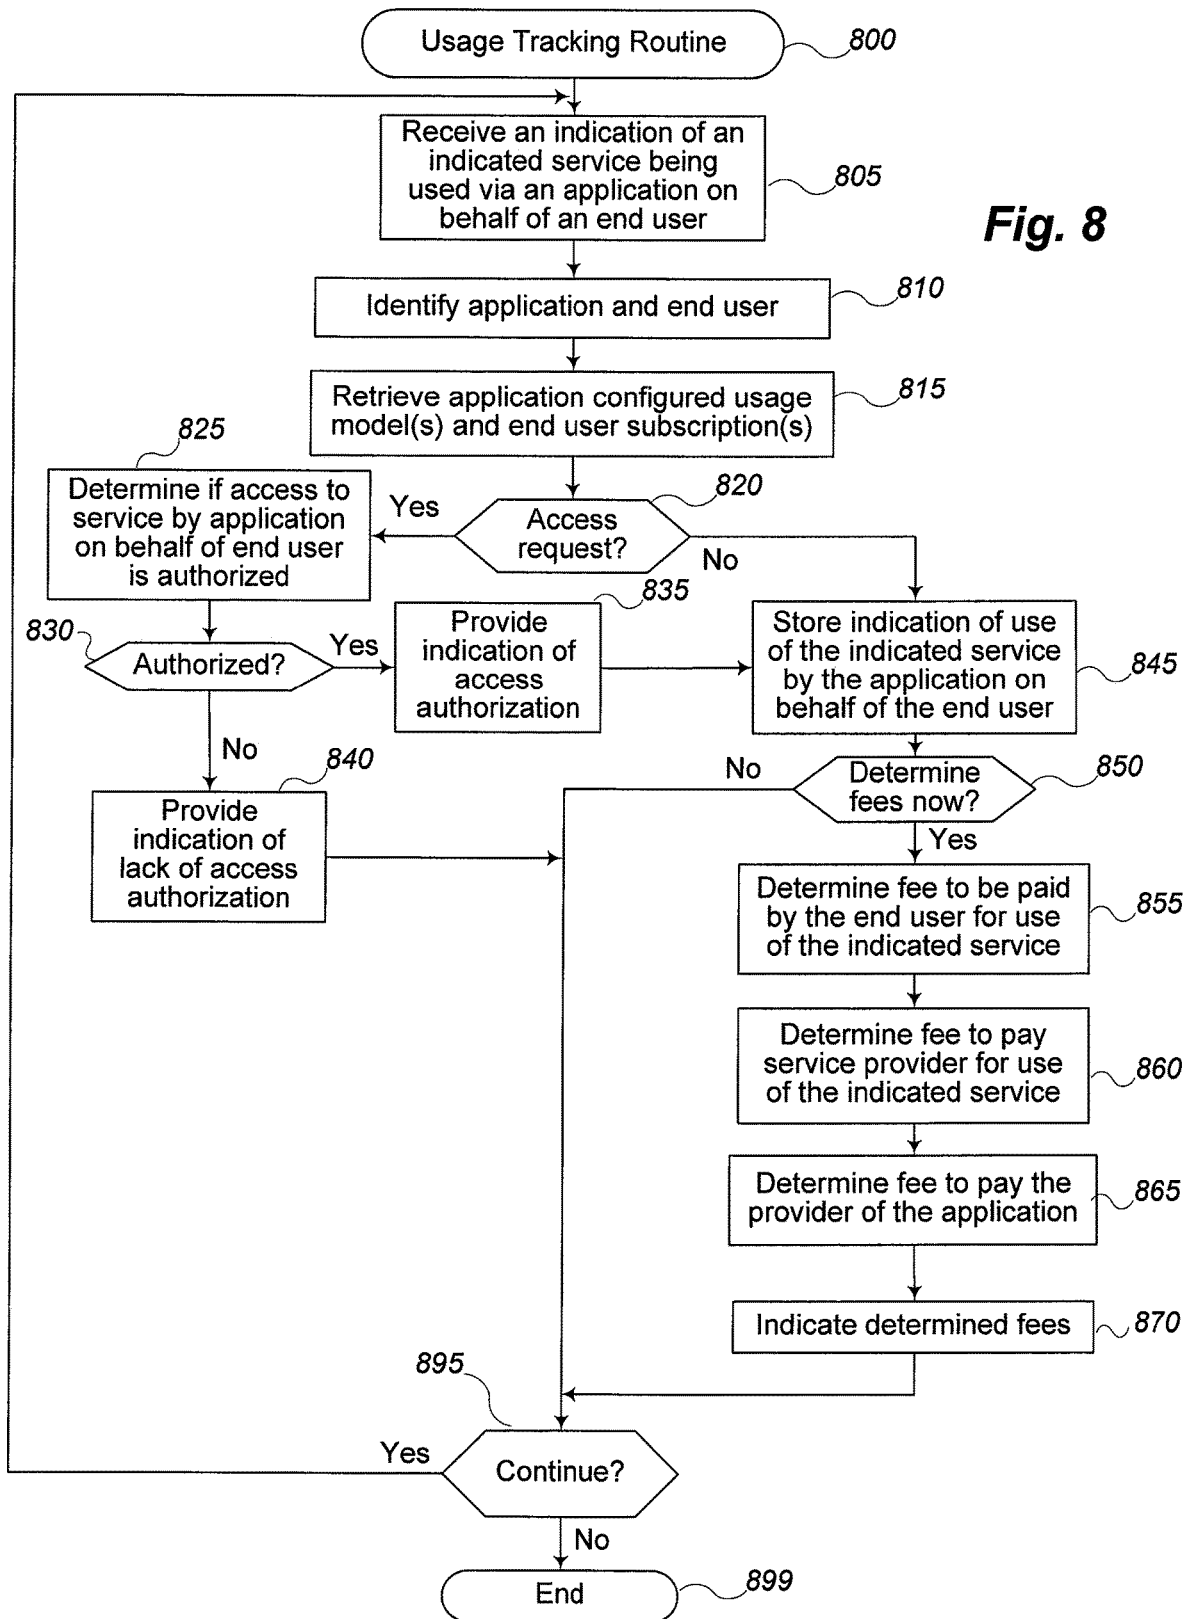 Usage Tracking Routine
800
Receive an indication of an
indicated service being
used via an application on
behalf of an end user
805
Fig. 8
Identify application and end user
810
Retrieve application configured usage
model(s) and end user subscription(s)
815
825
Determine if access to
service by application
on behalf of end user
is authorized
Yes
Access
request?
820
No
830
Authorized?
Yes
835
Provide
indication of
access
authorization
Store indication of use
of the indicated service
by the application on
behalf of the end user
845
No
840
Provide
indication of
lack of access
authorization
No
Determine
fees now?
850
Yes
Determine fee to be paid
by the end user for use
of the indicated service
855
Determine fee to pay
service provider for use
of the indicated service
860
Determine fee to pay the
provider of the application
865
Indicate determined fees
870
895
Yes
Continue?
No
End
899